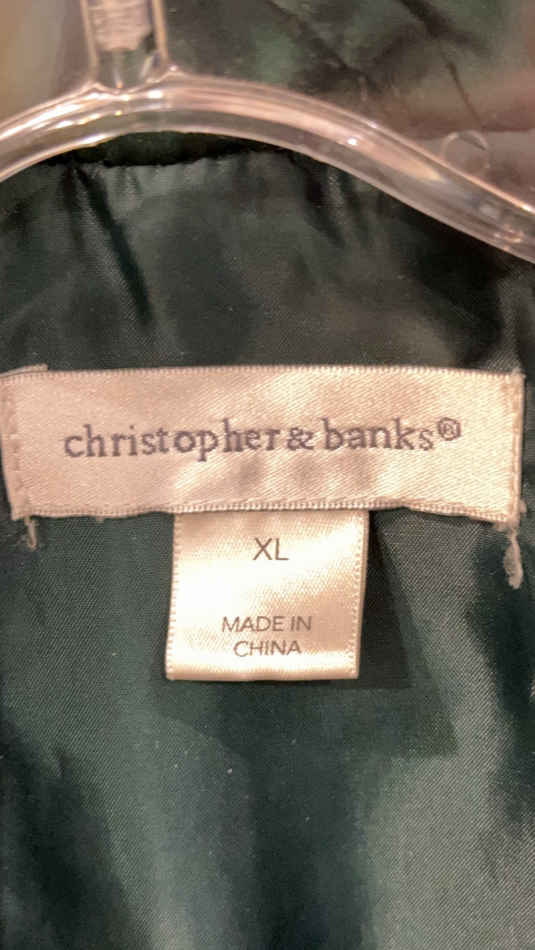 christopher & banks®
XL
MADE IN
CHINA